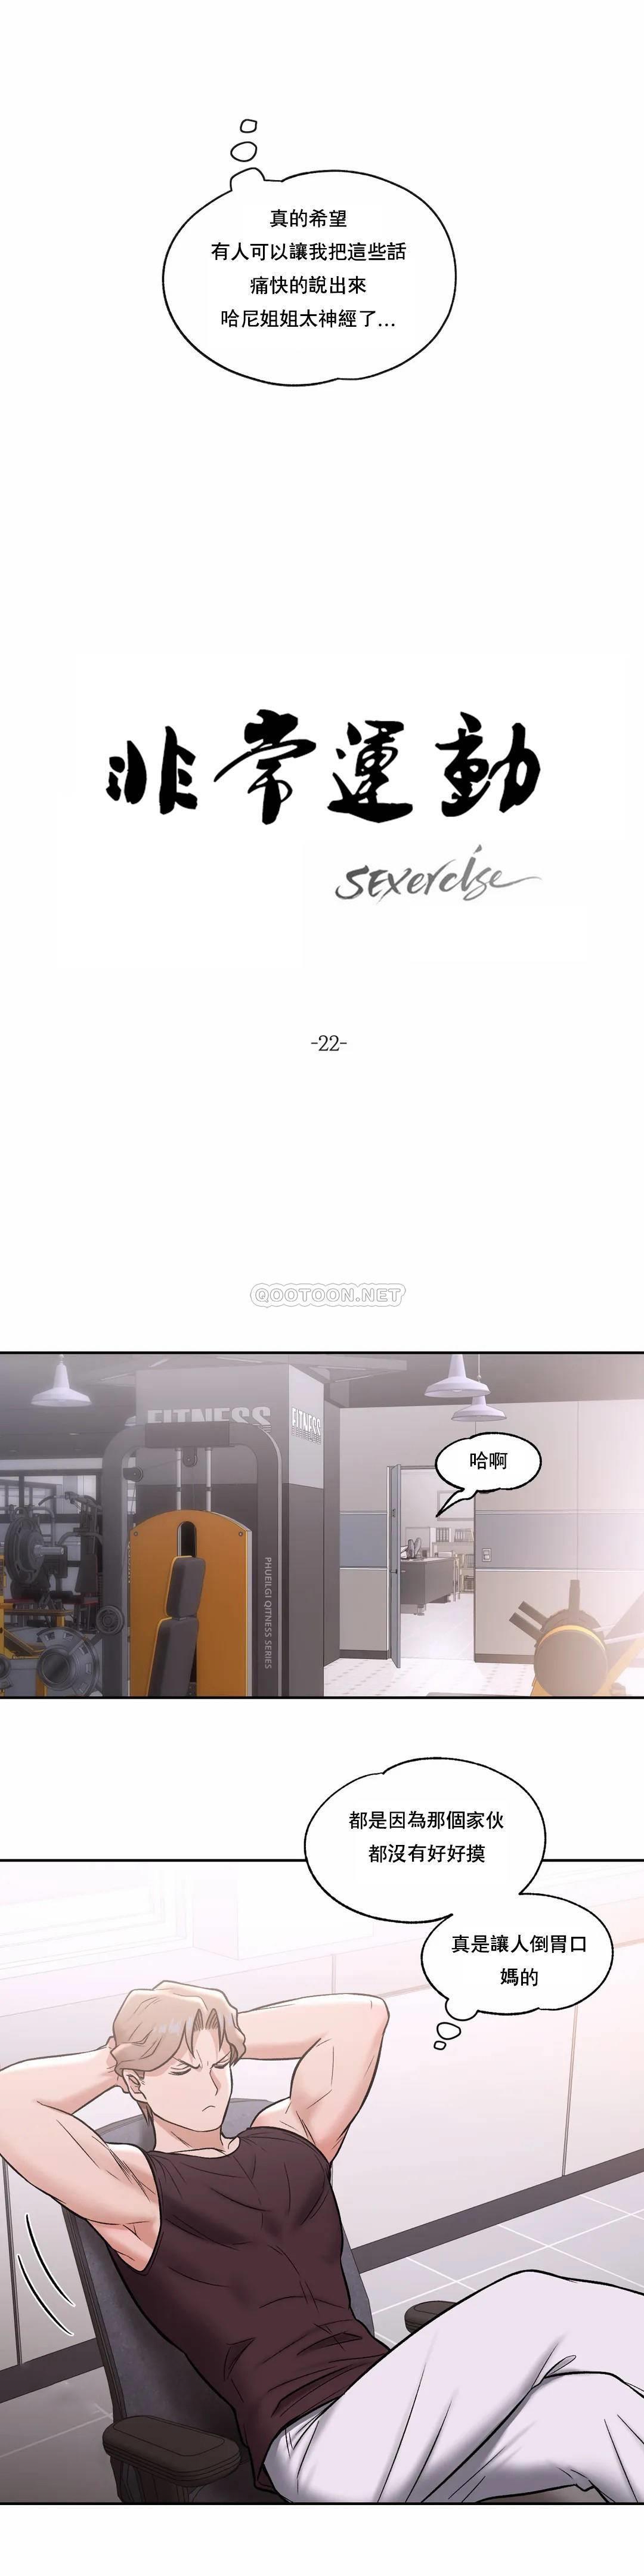 真的希望
有人可以讓我把這些話
痛快的說出來
哈尼姐姐太神經了...
非常運動
sexercise
-22-
QOOTOON.NET
FITNESS
FITNESS
哈啊
PHUEILGI QITNESS SERIES
都是因為那個家伙
都沒有好好摸
真是讓人倒胃口
媽的